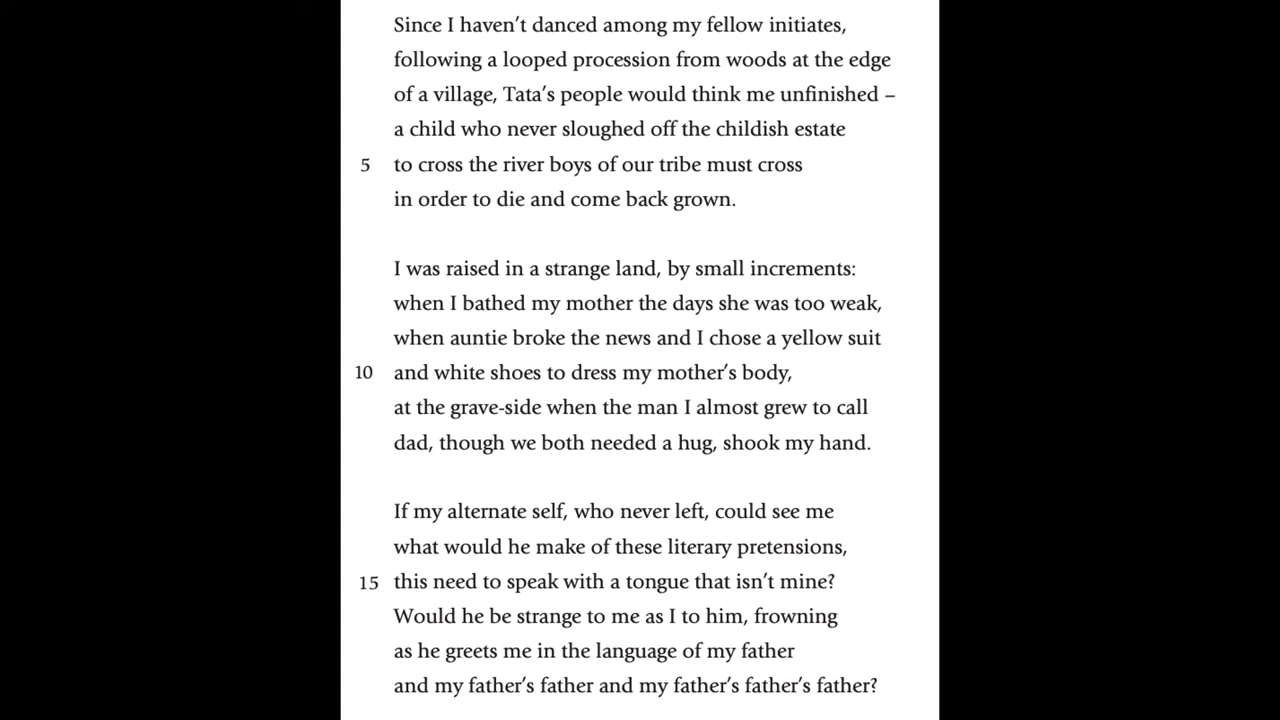 Since I haven’t danced among my fellow initiates,
following a looped procession from woods at the edge
of a village, Tata’s people would think me unfinished –
a child who never sloughed off the childish estate
5 to cross the river boys of our tribe must cross
in order to die and come back grown.
I was raised in a strange land, by small increments:
when I bathed my mother the days she was too weak,
when auntie broke the news and I chose a yellow suit
10 and white shoes to dress my mother’s body,
at the grave-side when the man I almost grew to call
dad, though we both needed a hug, shook my hand.
If my alternate self, who never left, could see me
what would he make of these literary pretensions,
15 this need to speak with a tongue that isn’t mine?
Would he be strange to me as I to him, frowning
as he greets me in the language of my father
and my father’s father and my father’s father’s father?